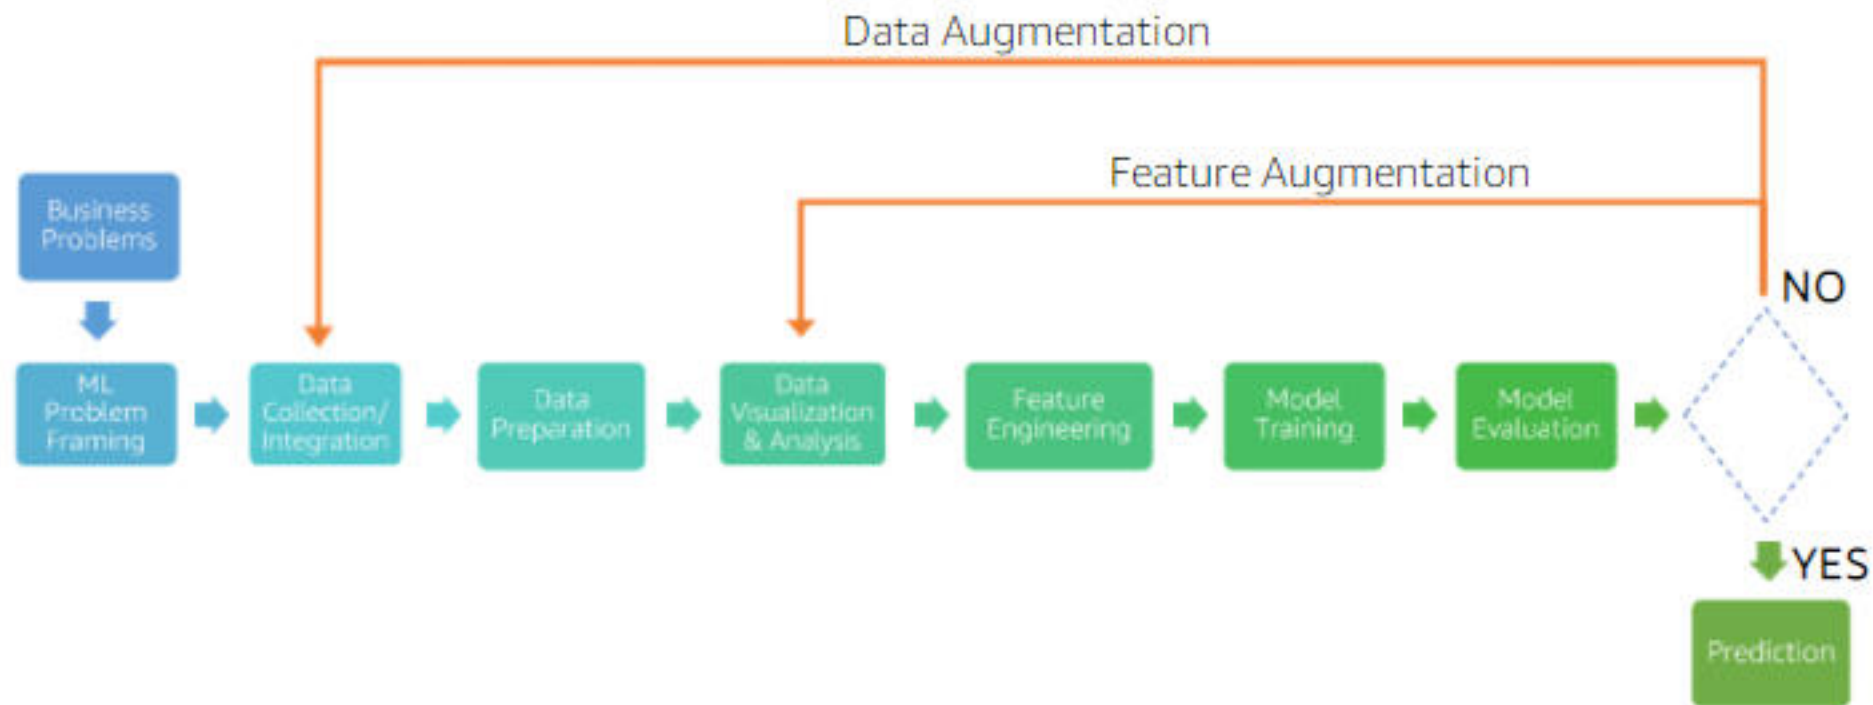 Data Augmentation
Feature Augmentation
Business
Problems
NO
ML
Problem
Framing
Data
Collection/
Integration
Data
Preparation
Data
Visualization
& Analysis
Feature
Engineering
Model
Training
Model
Evaluation
YES
Prediction